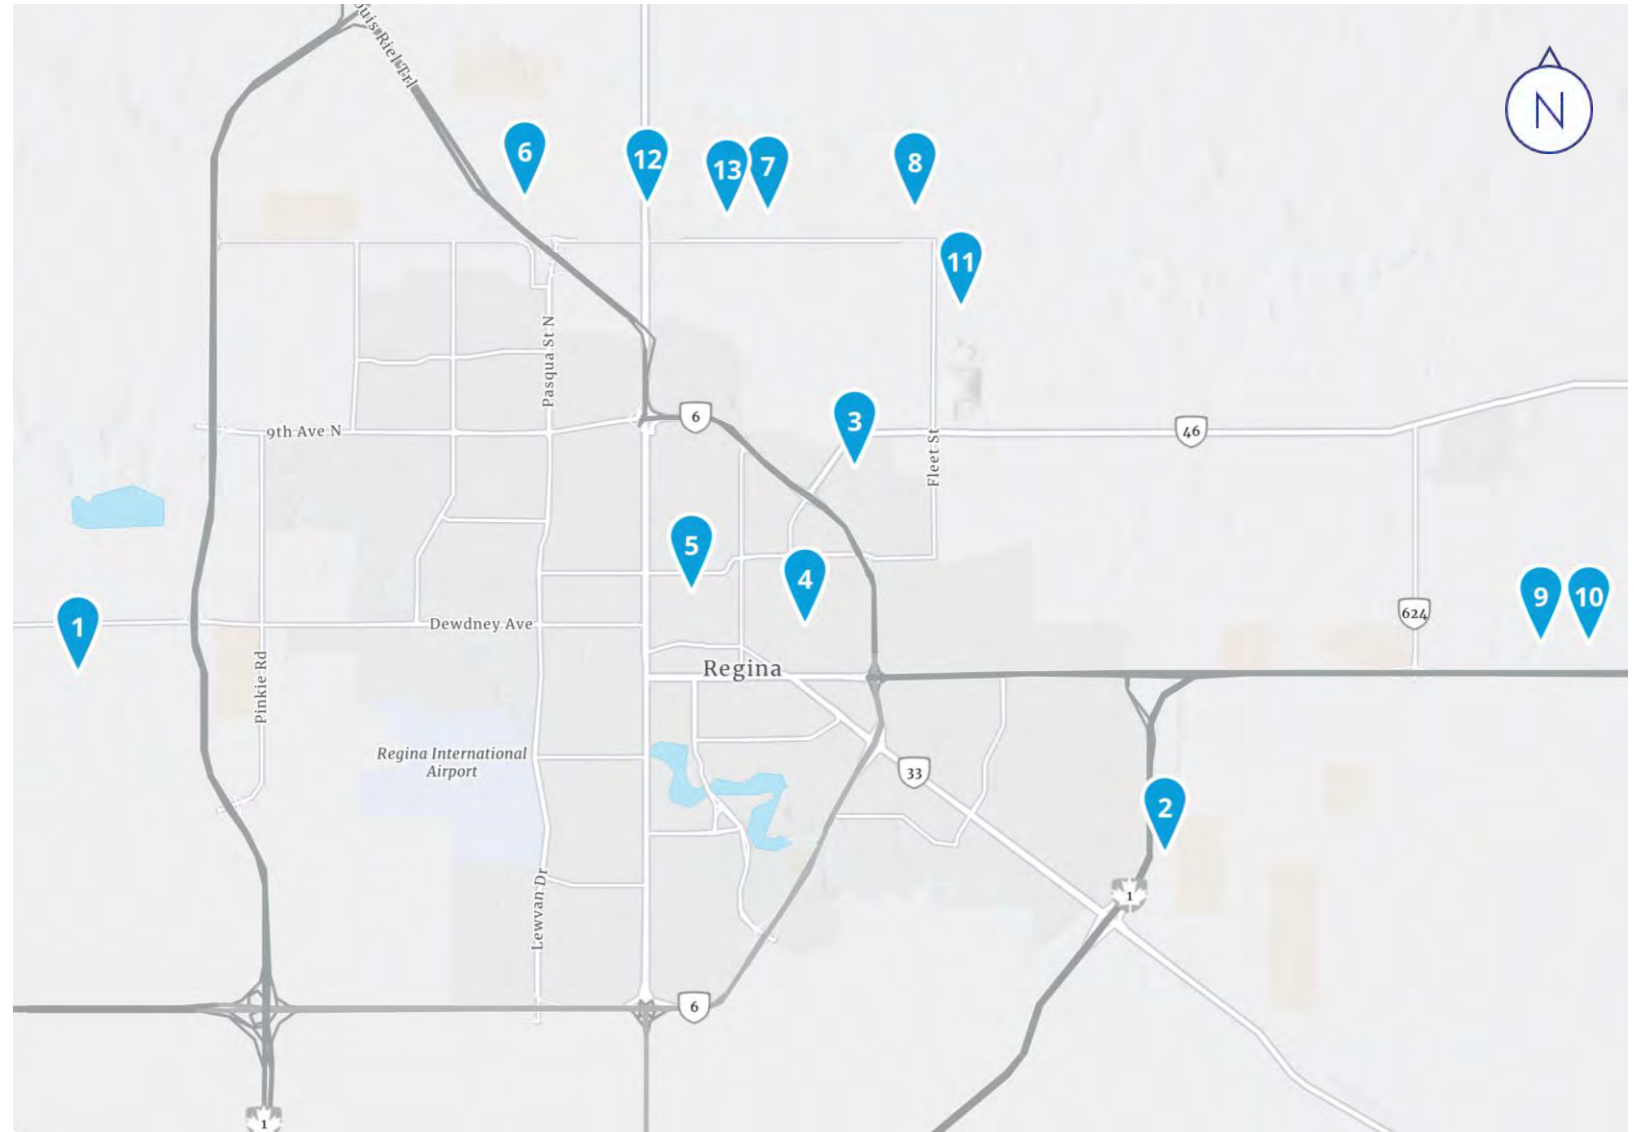 ouis Riel Trl
N
6
12
13
7
8
11
Pasqua St N
6
3
9th Ave N
46
Fleet St
5
4
9
10
1
624
Dewdney Ave
Regina
Pinkie Rd
Regina International
Airport
33
2
1
Lewvan Dr
6
1